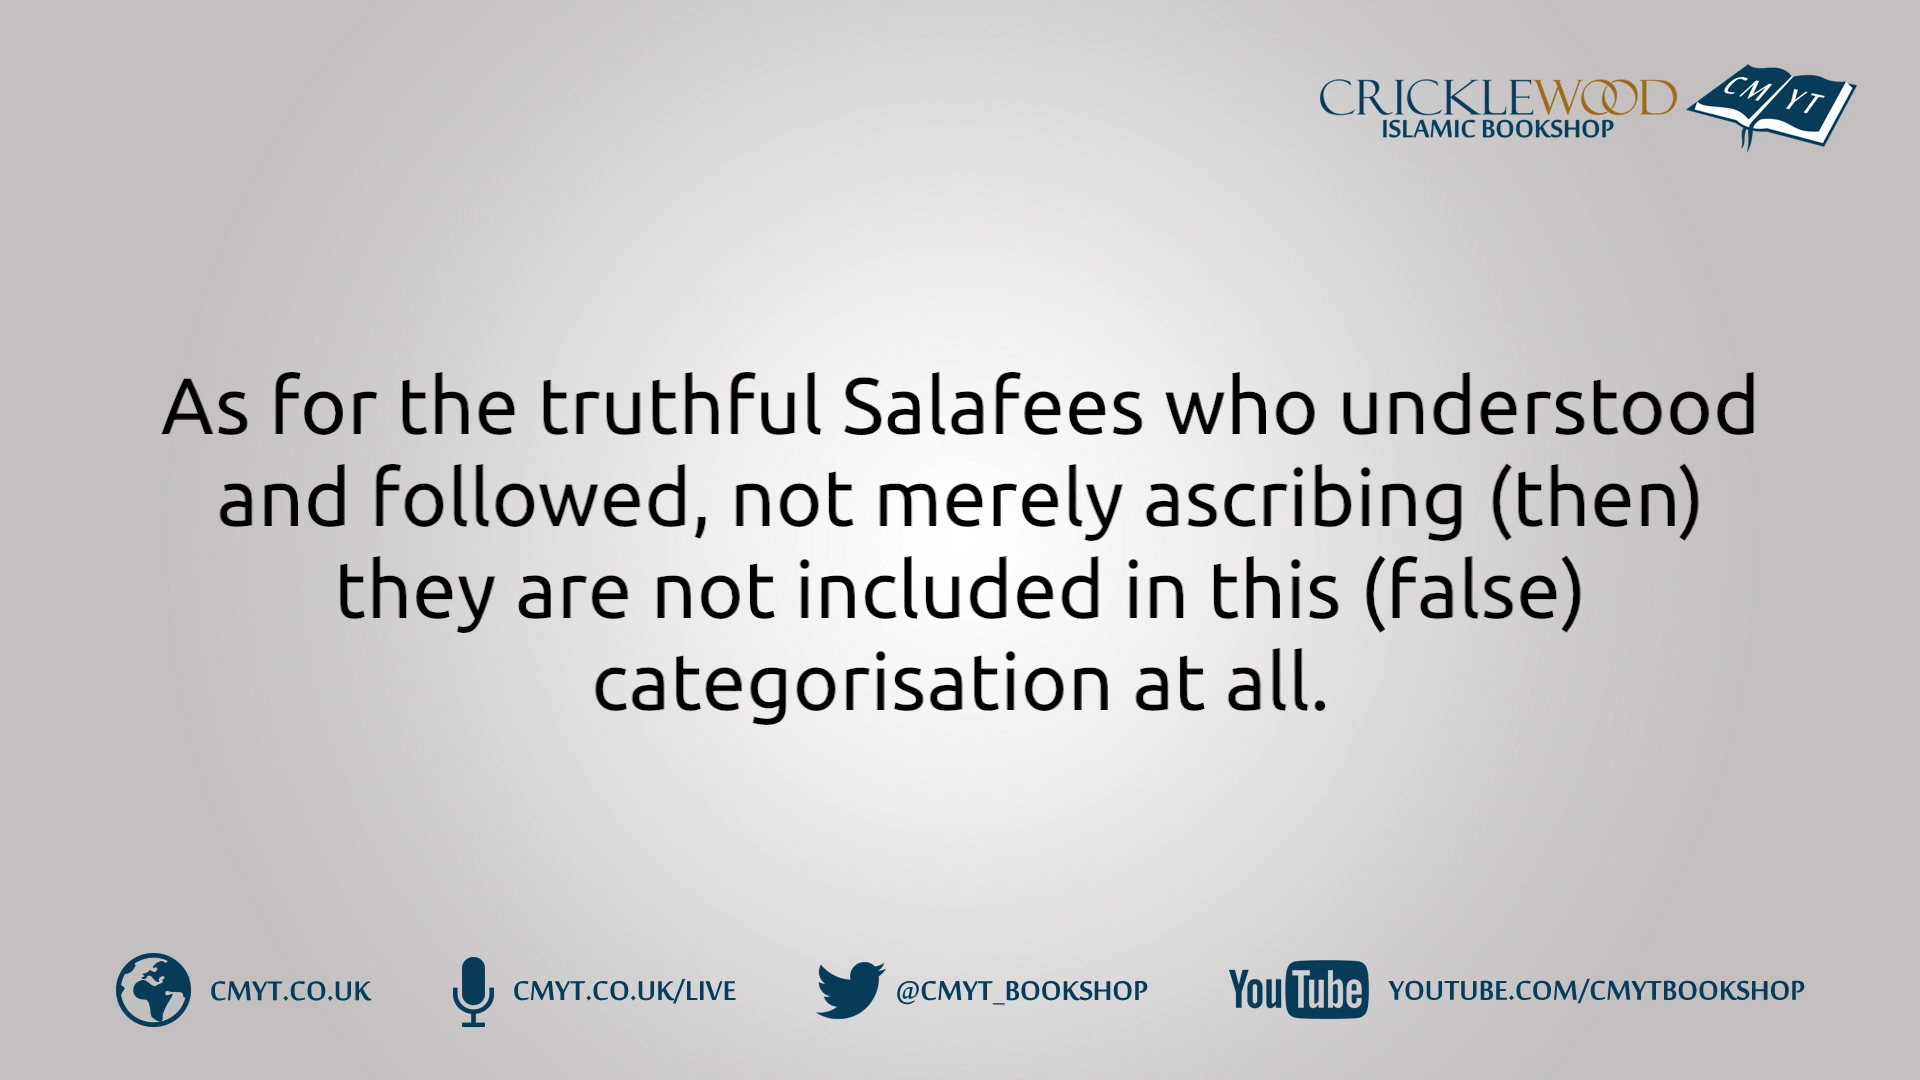 CRICKLEWOOD
ISLAMIC BOOKSHOP
CM YT
As for the truthful Salafees who understood
and followed, not merely ascribing (then)
they are not included in this (false)
categorisation at all.
CMYT.CO.UK
CMYT.CO.UK/LIVE
@CMYT_BOOKSHOP
YouTube
YOUTUBE.COM/CMYTBOOKSHOP